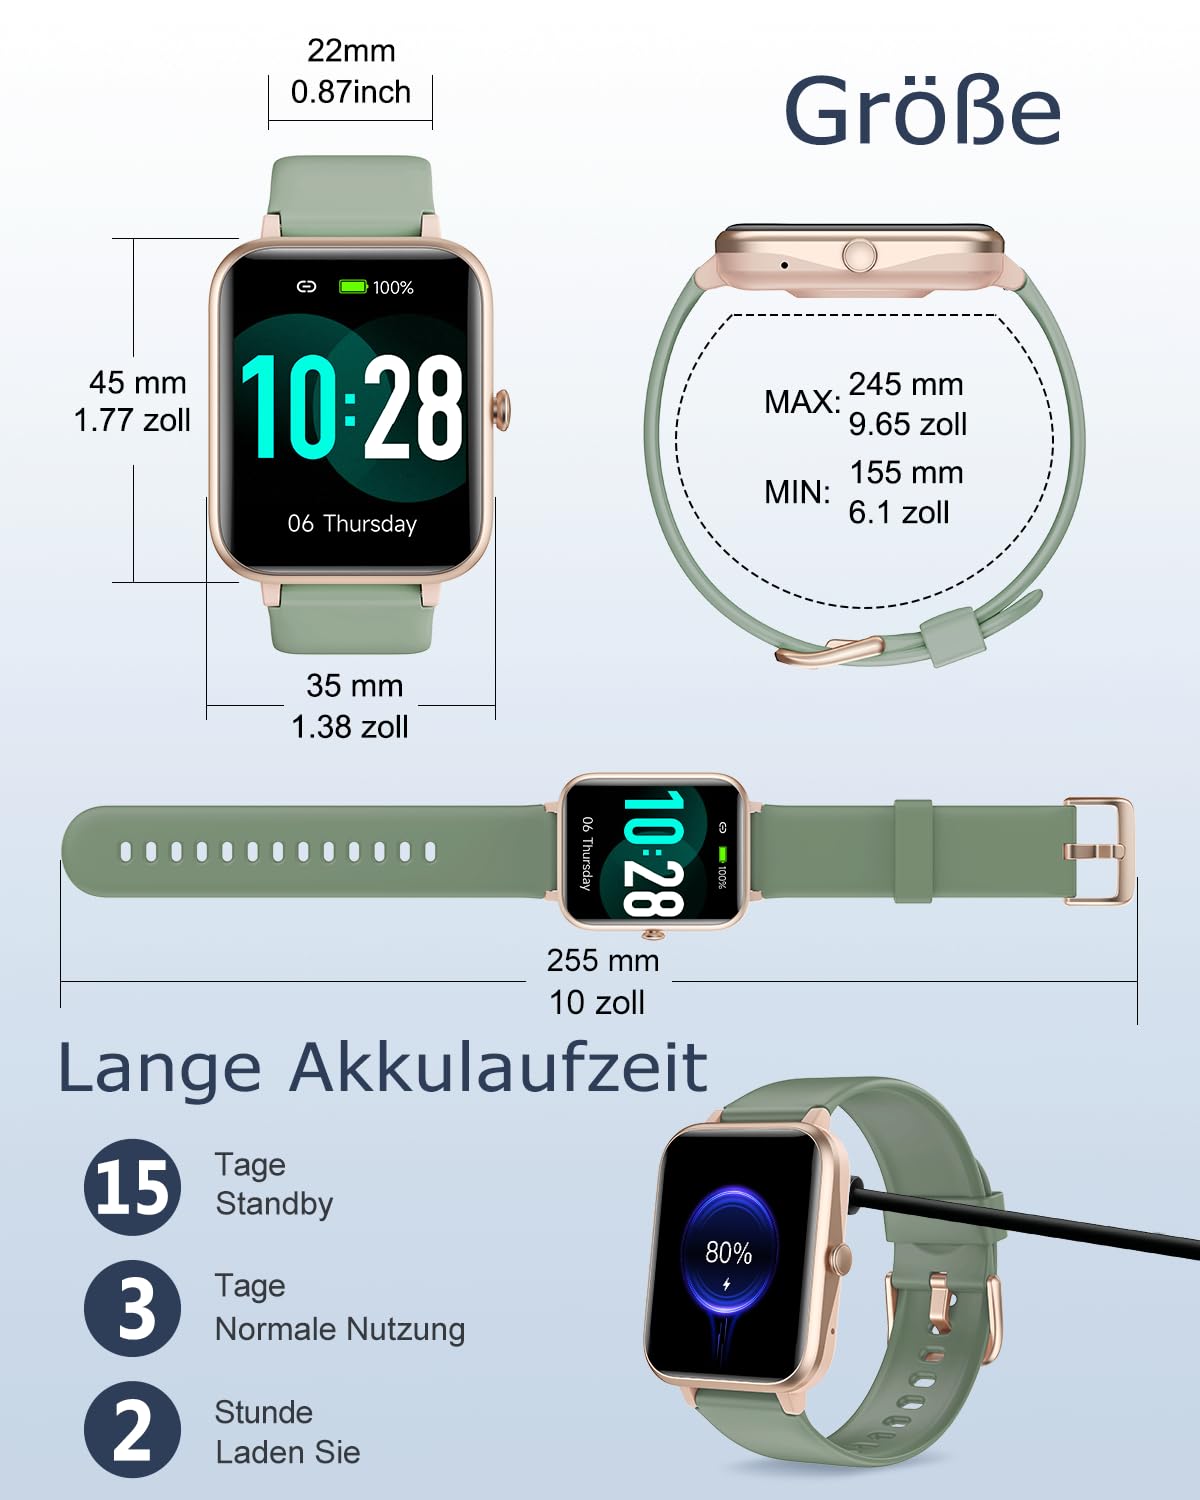 22mm
0.87inch
Größe
100%
10:28
06 Thursday
45 mm
1.77 zoll
35 mm
1.38 zoll
MAX: 245 mm
9.65 zoll
MIN: 155 mm
6.1 zoll
100%
10:28
06 Thursday
255 mm
10 zoll
Lange Akkulaufzeit
15 Tage
Standby
3 Tage
Normale Nutzung
2 Stunde
Laden Sie
80%